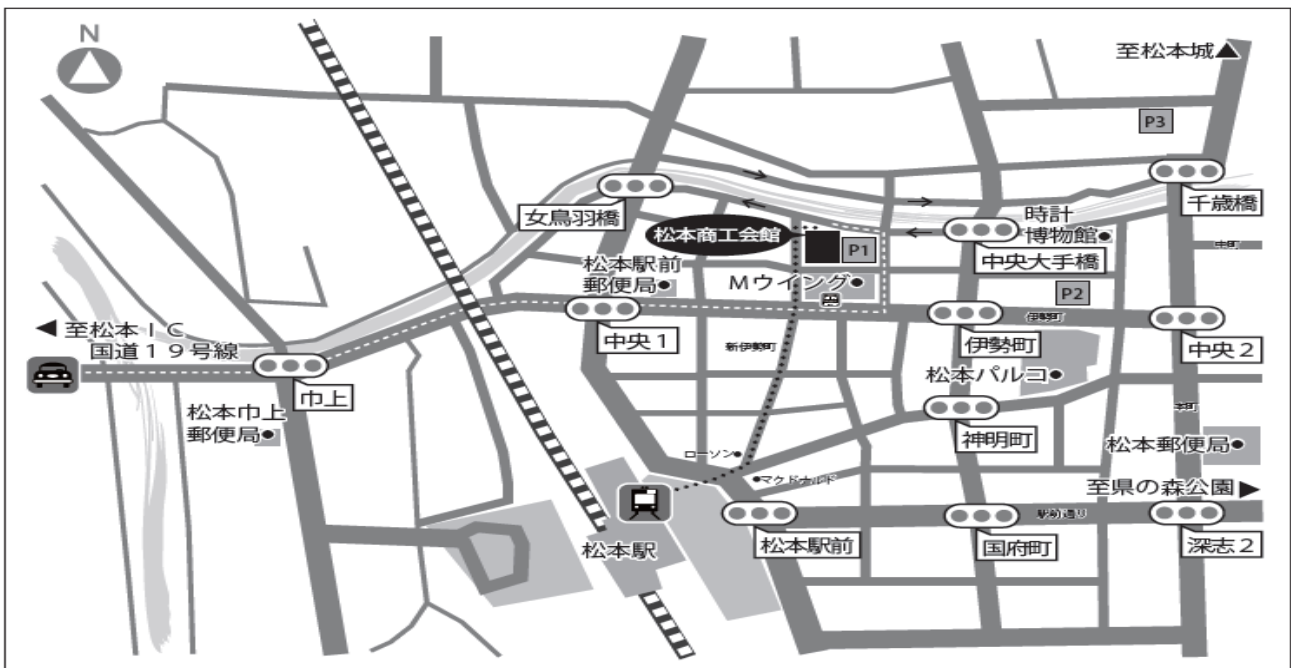 N
至松本城▲
P3
千歳橋
女鳥羽橋
時計
博物館●
中町
松本商工会館
P1
中央大手橋
松本駅前
郵便局●
Mウイング●
P2
伊勢町
◀至松本IC
国道19号線
中央1
新伊勢町
伊勢町
中央2
松本パルコ●
巾上
松本巾上
郵便局●
本町
神明町
松本郵便局●
ローソン●
●マクドナルド
至県の森公園▶
駅前通り
松本駅
松本駅前
国府町
深志2